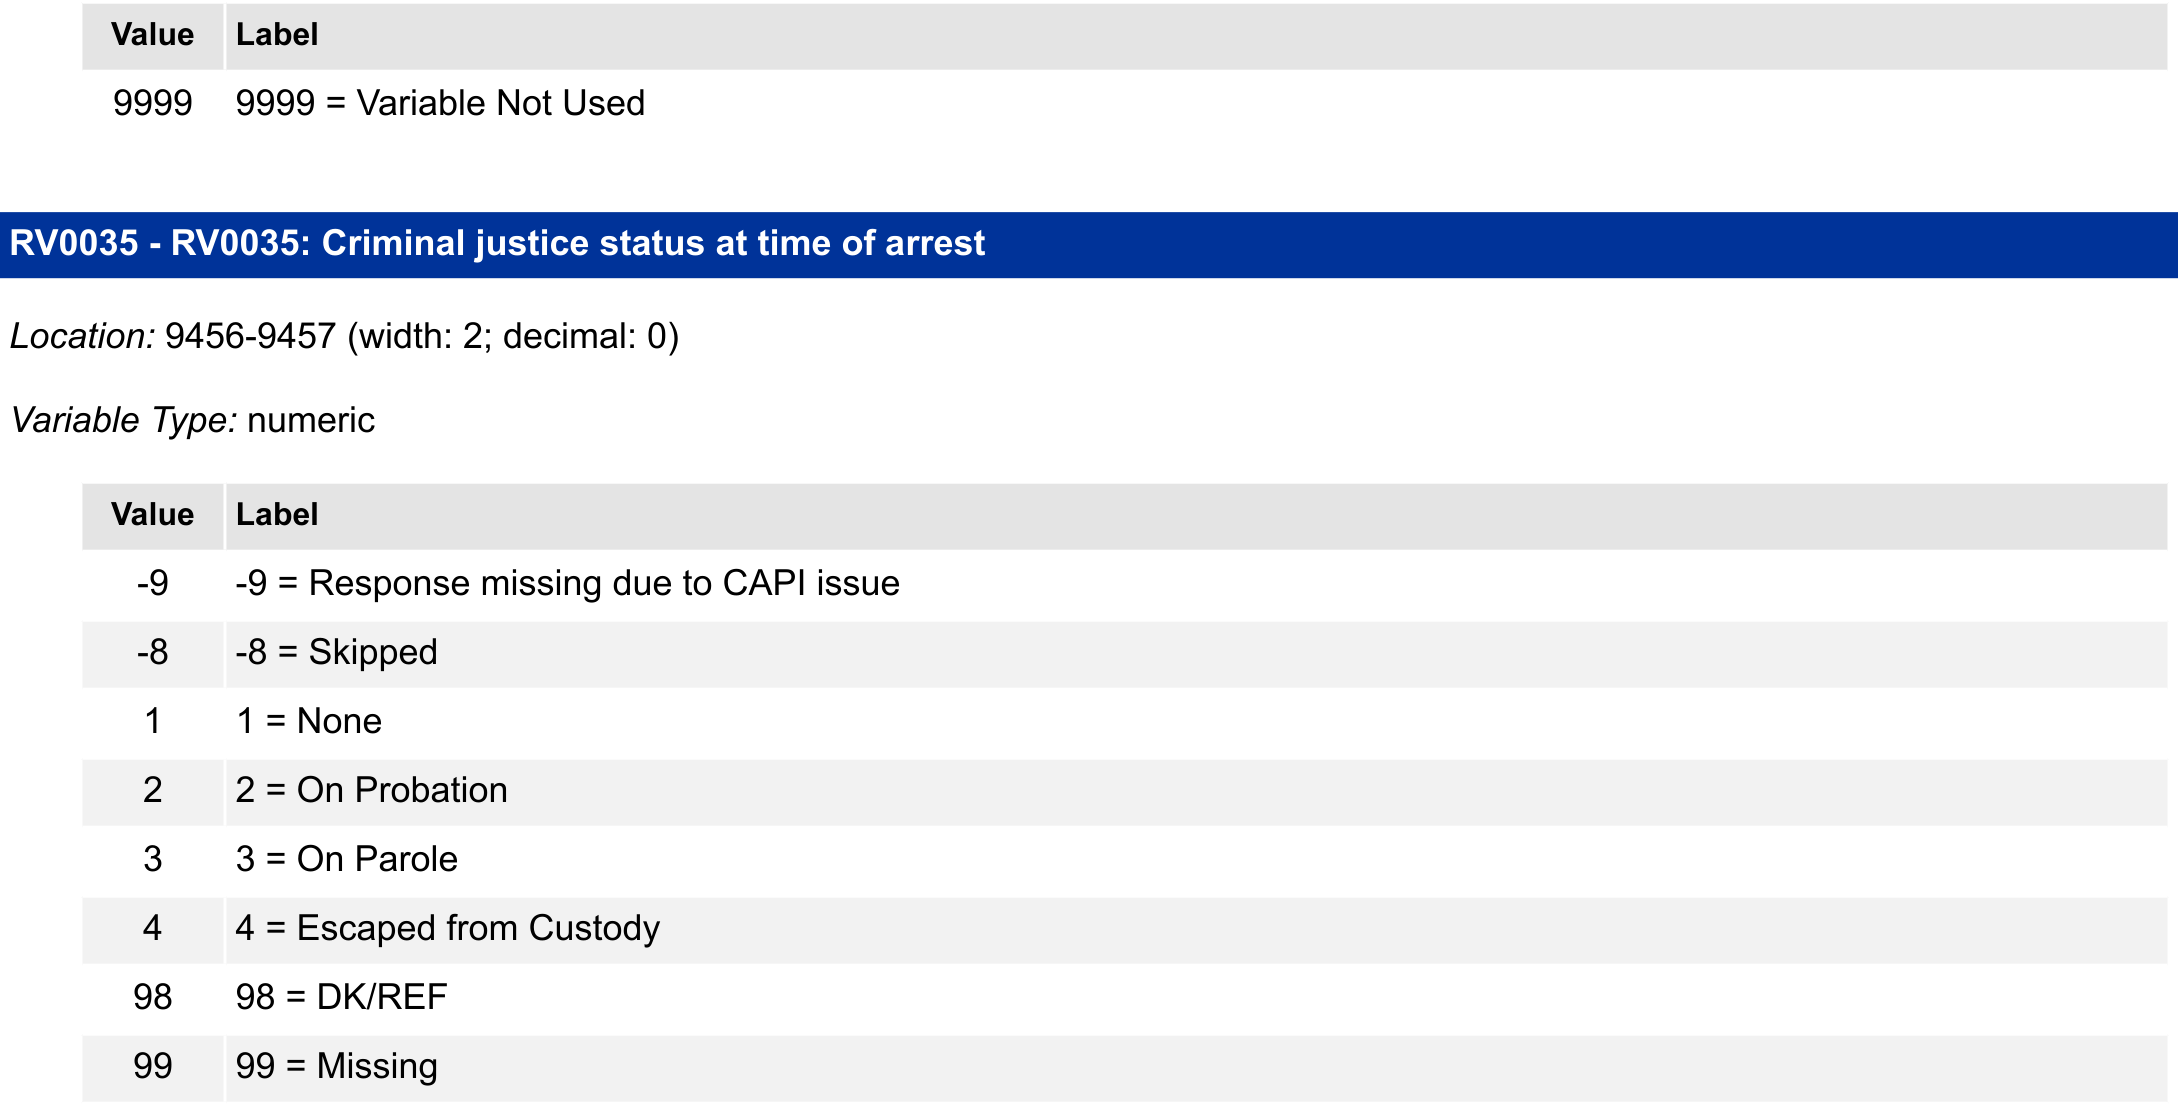 Value Label
9999 9999 = Variable Not Used
RV0035 - RV0035: Criminal justice status at time of arrest
Location: 9456-9457 (width: 2; decimal: 0)
Variable Type: numeric
Value Label
-9 -9 = Response missing due to CAPI issue
-8 -8 = Skipped
1 1 = None
2 2 = On Probation
3 3 = On Parole
4 4 = Escaped from Custody
98 98 = DK/REF
99 99 = Missing